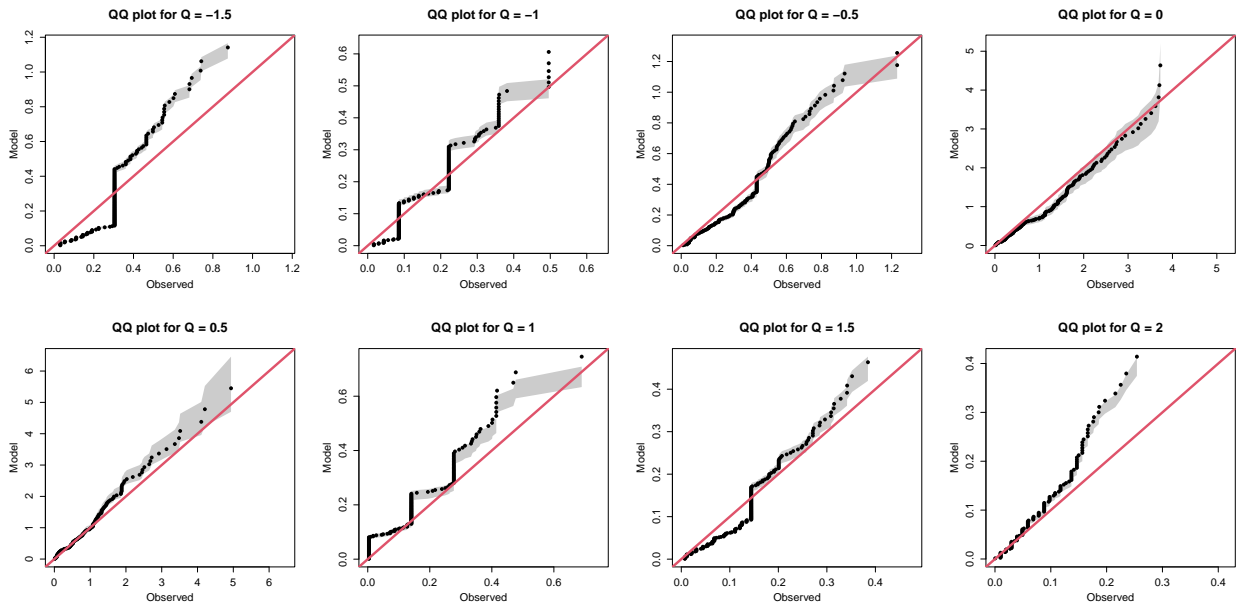 QQ plot for Q = −1.5
Model
0.0 0.2 0.4 0.6 0.8 1.0 1.2
0.0 0.2 0.4 0.6 0.8 1.0 1.2
Observed
QQ plot for Q = −1
Model
0.0 0.1 0.2 0.3 0.4 0.5 0.6
0.0 0.1 0.2 0.3 0.4 0.5 0.6
Observed
QQ plot for Q = −0.5
Model
0.0 0.2 0.4 0.6 0.8 1.0 1.2
0.0 0.2 0.4 0.6 0.8 1.0 1.2
Observed
QQ plot for Q = 0
Model
0 1 2 3 4 5
0 1 2 3 4 5
Observed
QQ plot for Q = 0.5
Model
0 1 2 3 4 5 6
0 1 2 3 4 5 6
Observed
QQ plot for Q = 1
Model
0.0 0.2 0.4 0.6
0.0 0.2 0.4 0.6
Observed
QQ plot for Q = 1.5
Model
0.0 0.1 0.2 0.3 0.4
0.0 0.1 0.2 0.3 0.4
Observed
QQ plot for Q = 2
Model
0.0 0.1 0.2 0.3 0.4
0.0 0.1 0.2 0.3 0.4
Observed